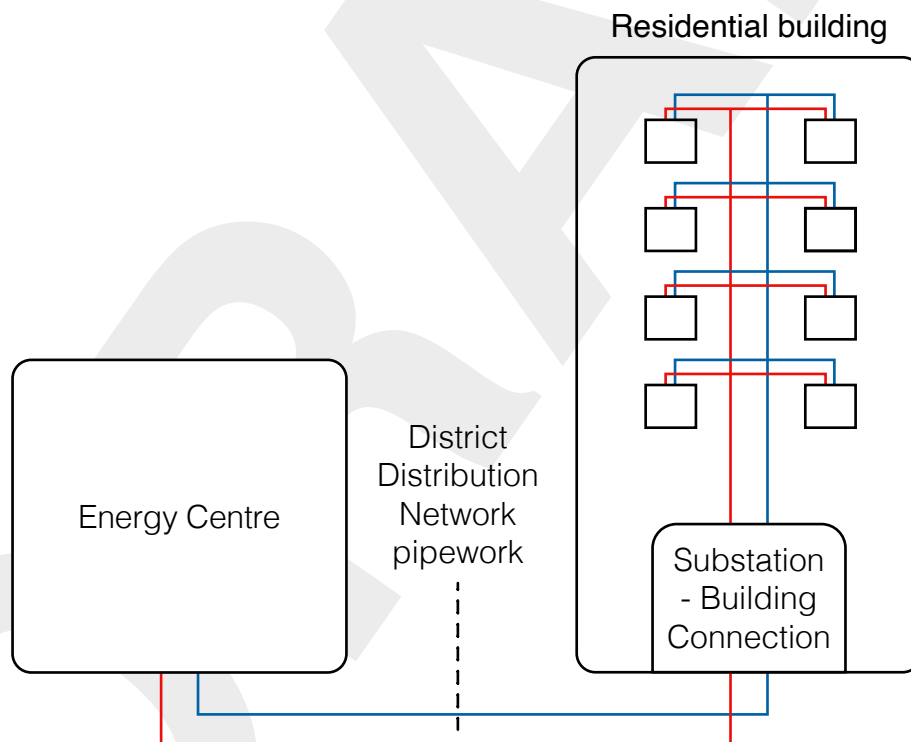 Residential building
District
Distribution
Network
pipework
Energy Centre
Substation
- Building
Connection